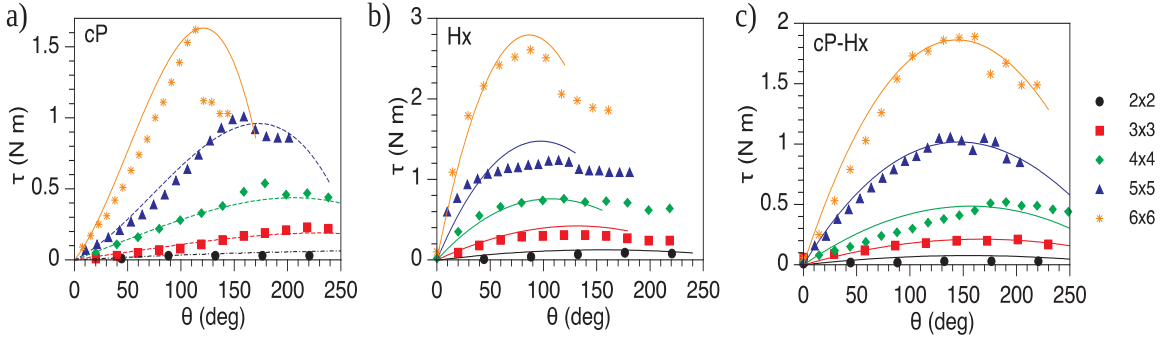 a)
cP
1.5
1
0.5
0
τ (N m)
0 50 100 150 200 250
θ (deg)
b)
Hx
3
2
1
0
τ (N m)
0 50 100 150 200 250
θ (deg)
c)
cP-Hx
2
1.5
1
0.5
0
τ (N m)
0 50 100 150 200 250
θ (deg)
2x2
3x3
4x4
5x5
6x6